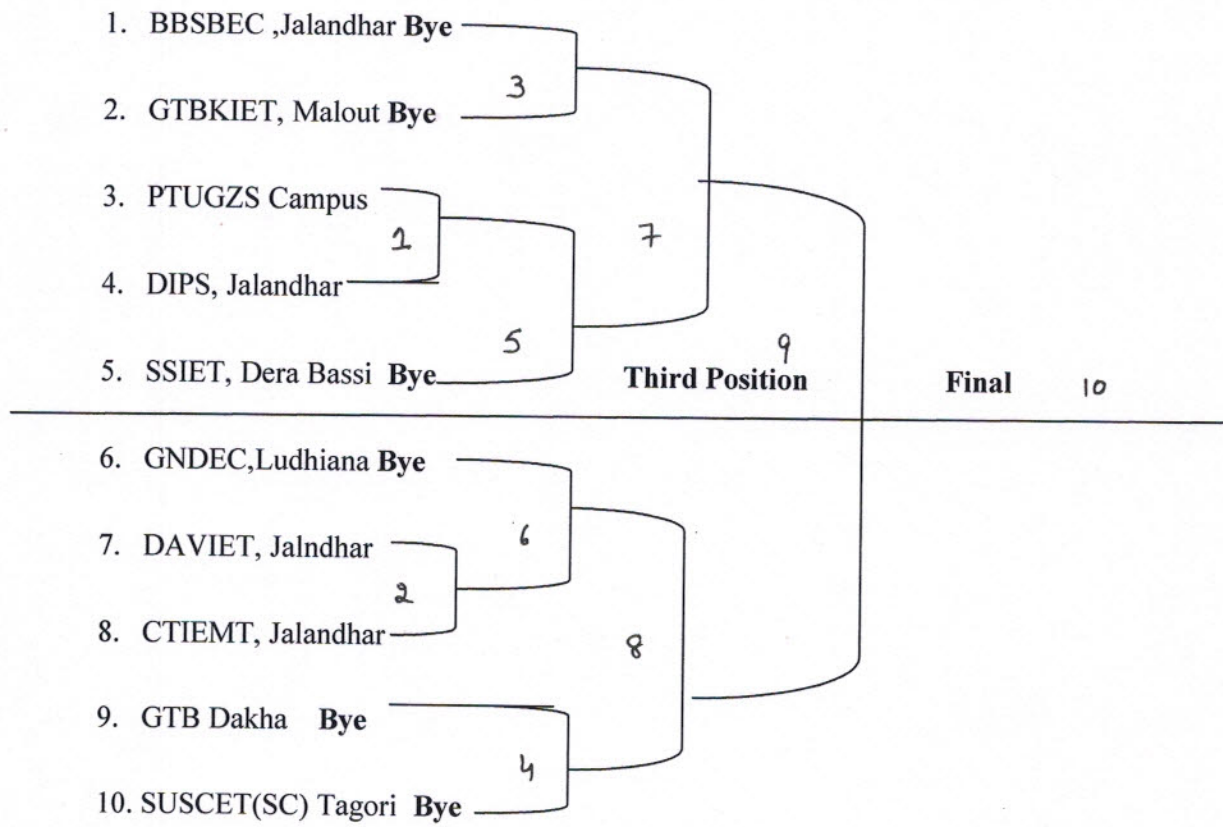 1. BBSBEC ,Jalandhar Bye
3
2. GTBKIET, Malout Bye
3. PTUGZS Campus
1
7
4. DIPS, Jalandhar
5
9
5. SSIET, Dera Bassi Bye
Third Position
Final 10
6. GNDEC,Ludhiana Bye
6
7. DAVIET, Jalndhar
2
8. CTIEMT, Jalandhar
8
9. GTB Dakha Bye
4
10. SUSCET(SC) Tagori Bye